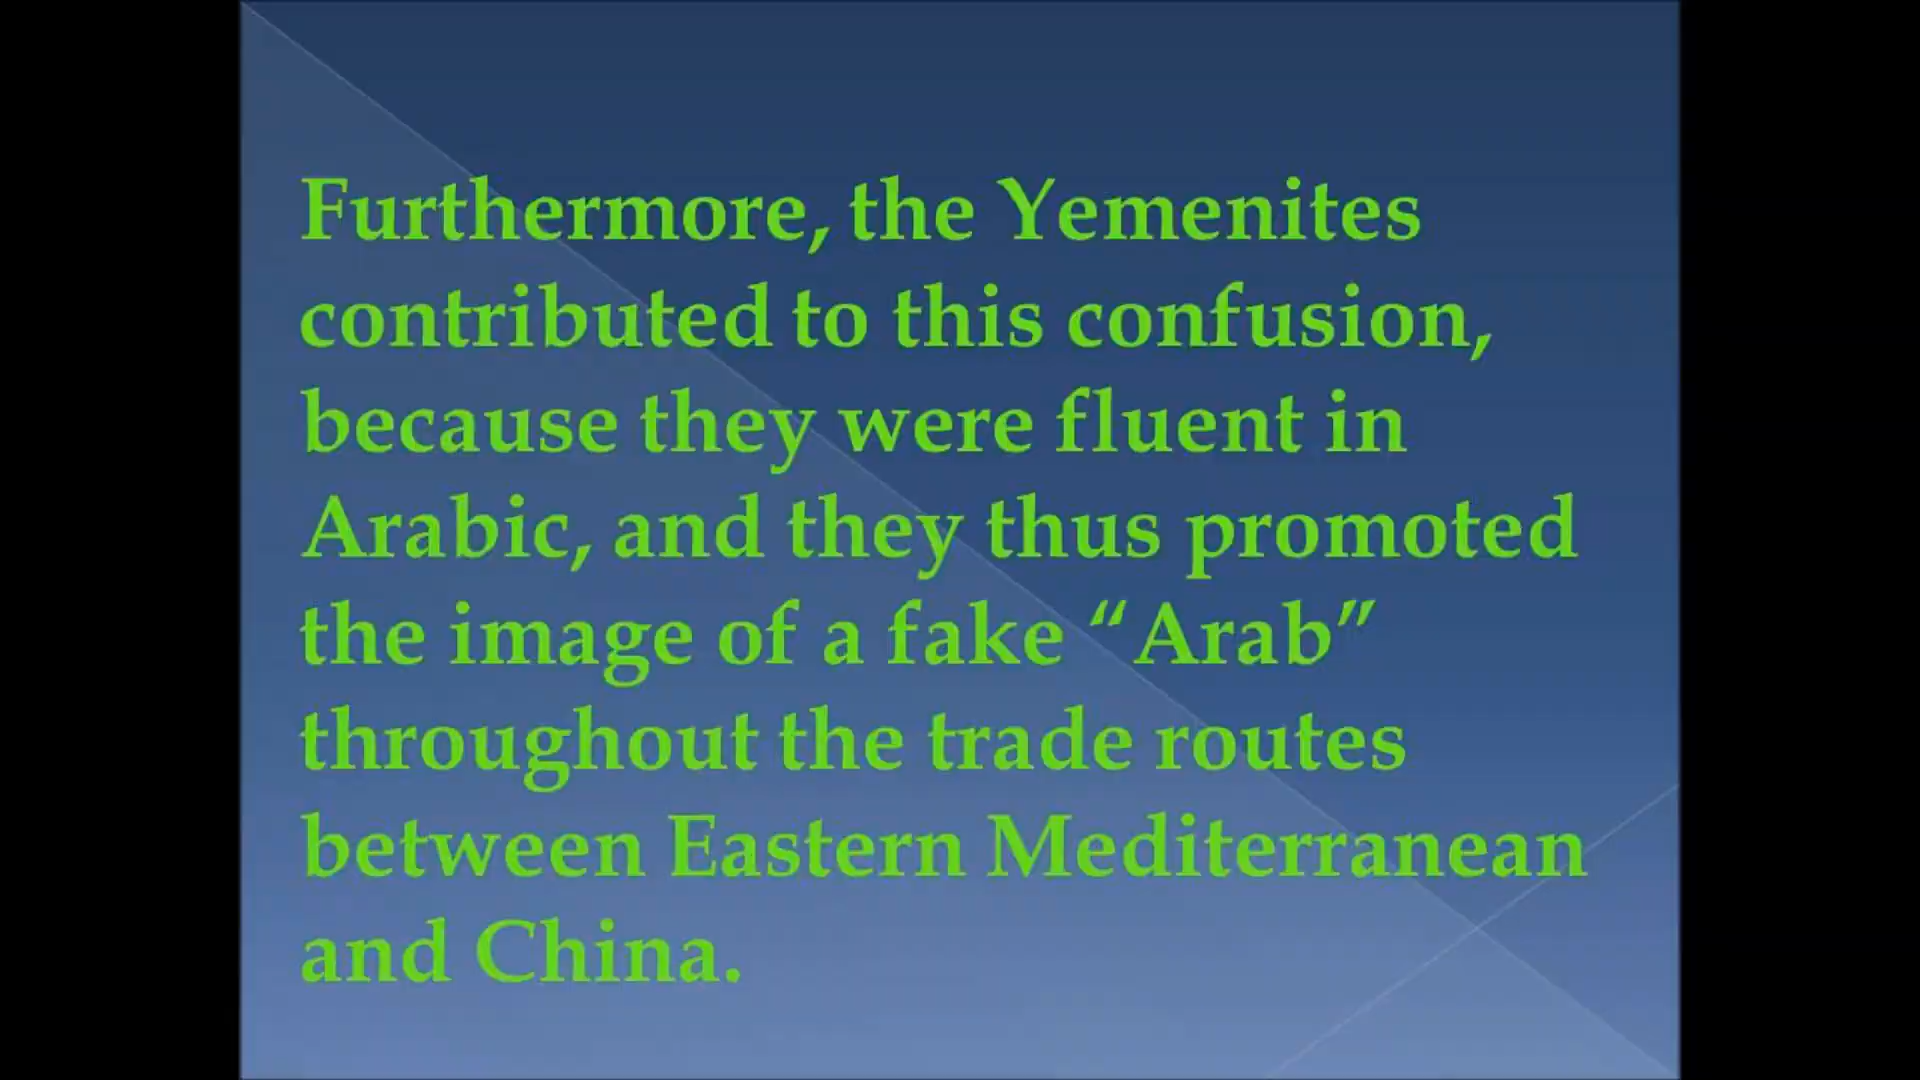 Furthermore, the Yemenites
contributed to this confusion,
because they were fluent in
Arabic, and they thus promoted
the image of a fake “Arab”
throughout the trade routes
between Eastern Mediterranean
and China.